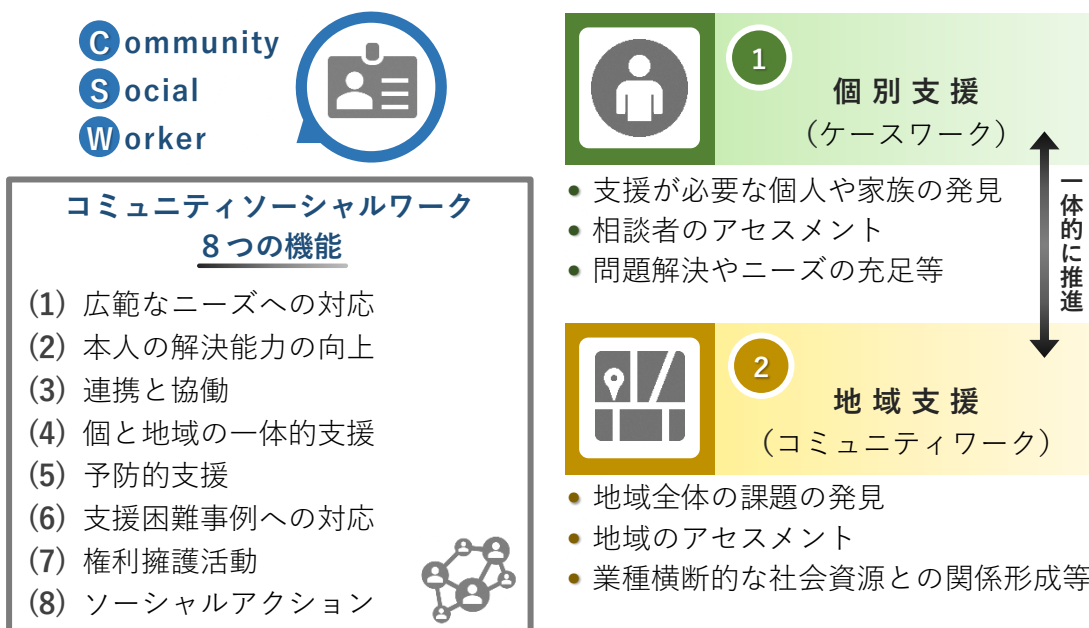 Community
Social
Worker
コミュニティソーシャルワーク
8つの機能
(1) 広範なニーズへの対応
(2) 本人の解決能力の向上
(3) 連携と協働
(4) 個と地域の一体的支援
(5) 予防的支援
(6) 支援困難事例への対応
(7) 権利擁護活動
(8) ソーシャルアクション
1
個別支援
（ケースワーク）
• 支援が必要な個人や家族の発見
• 相談者のアセスメント
• 問題解決やニーズの充足等
一体的に推進
2
地域支援
（コミュニティワーク）
• 地域全体の課題の発見
• 地域のアセスメント
• 業種横断的な社会資源との関係形成等